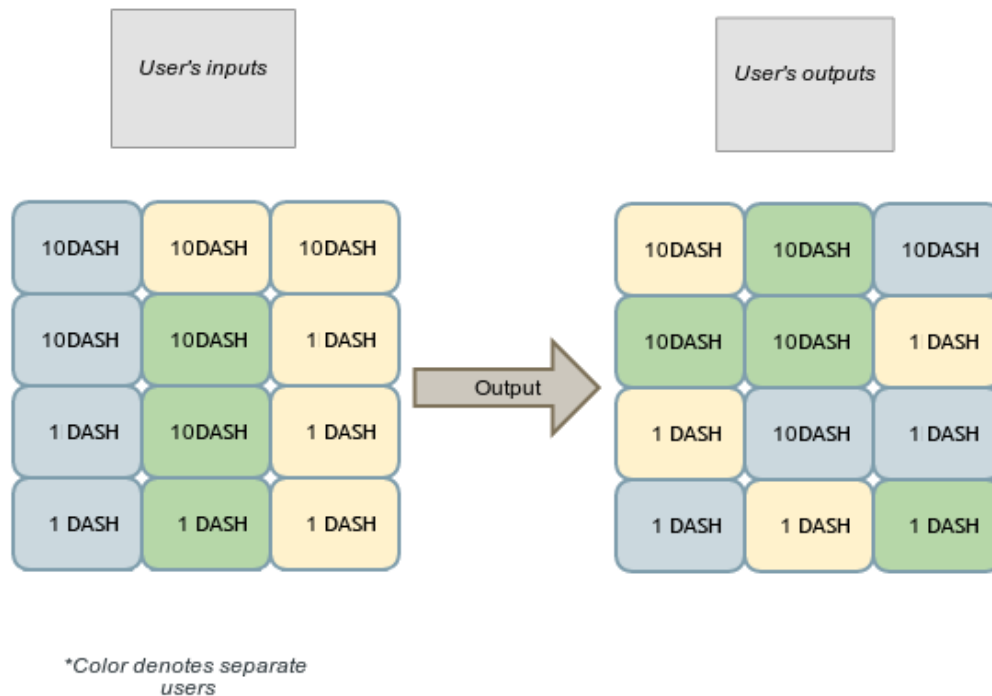 User's inputs
User's outputs
10DASH 10DASH 10DASH
10DASH 10DASH 1 DASH
1 DASH 10DASH 1 DASH
1 DASH 1 DASH 1 DASH
Output
10DASH 10DASH 10DASH
10DASH 10DASH 1 DASH
1 DASH 10DASH 1 DASH
1 DASH 1 DASH 1 DASH
*Color denotes separate
users